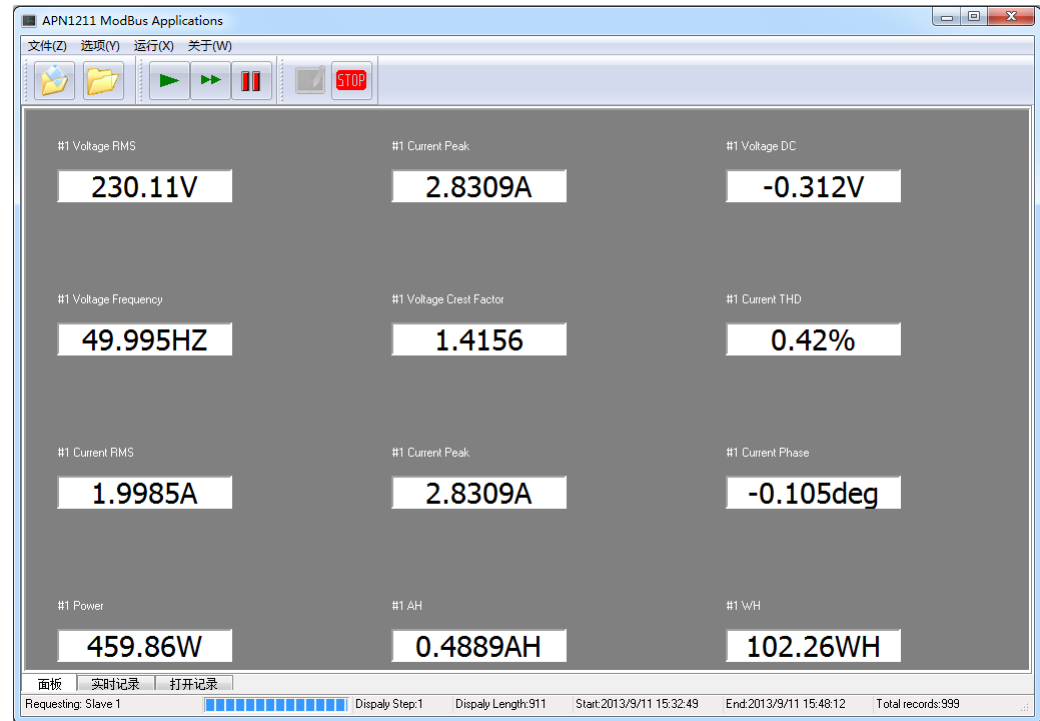 APN1211 ModBus Applications
文件(Z) 选项(Y) 运行(X) 关于(W)
STOP
#1 Voltage RMS #1 Current Peak #1 Voltage DC
230.11V 2.8309A -0.312V
#1 Voltage Frequency #1 Voltage Crest Factor #1 Current THD
49.995HZ 1.4156 0.42%
#1 Current RMS #1 Current Peak #1 Current Phase
1.9985A 2.8309A -0.105deg
#1 Power #1 AH #1 WH
459.86W 0.4889AH 102.26WH
面板 实时记录 打开记录
Requesting: Slave 1 Dispaly Step:1 Dispaly Length:911 Start:2013/9/11 15:32:49 End:2013/9/11 15:48:12 Total records:999